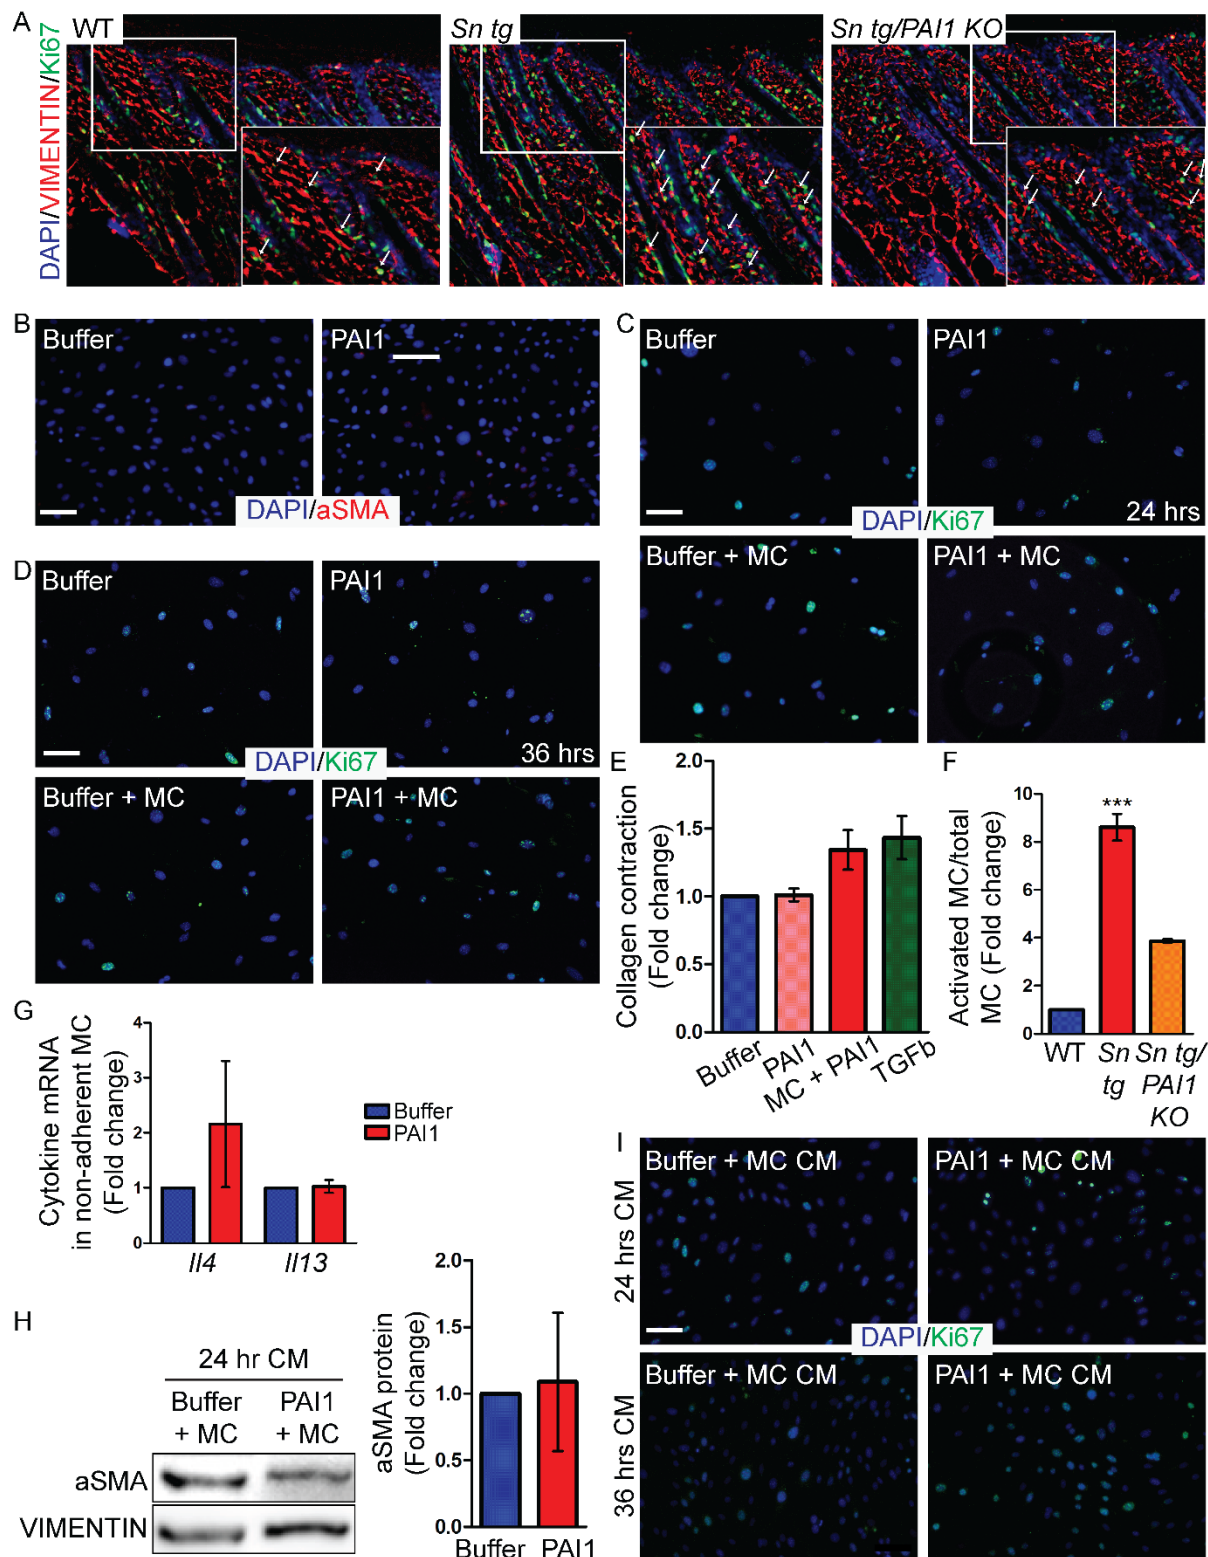 A
DAPI/VIMENTIN/Ki67
WT
Sn tg
Sn tg/PAI1 KO
B
Buffer
PAI1
DAPI/aSMA
C
Buffer
PAI1
24 hrs
DAPI/Ki67
Buffer + MC
PAI1 + MC
D
Buffer
PAI1
36 hrs
DAPI/Ki67
Buffer + MC
PAI1 + MC
E
Collagen contraction
(Fold change)
2.0
1.5
1.0
0.5
0.0
Buffer
PAI1
MC + PAI1
TGFb
F
Activated MC/total
MC (Fold change)
10
8
6
4
2
0
***
WT
Sn
tg
Sn tg/
PAI1
KO
G
Cytokine mRNA
in non-adherent MC
(Fold change)
4
3
2
1
0
Il4
Il13
Buffer
PAI1
H
24 hr CM
Buffer
+ MC
PAI1
+ MC
aSMA
VIMENTIN
aSMA protein
(Fold change)
2.0
1.5
1.0
0.5
0.0
Buffer
PAI1
I
24 hrs CM
Buffer + MC CM
PAI1 + MC CM
DAPI/Ki67
36 hrs CM
Buffer + MC CM
PAI1 + MC CM